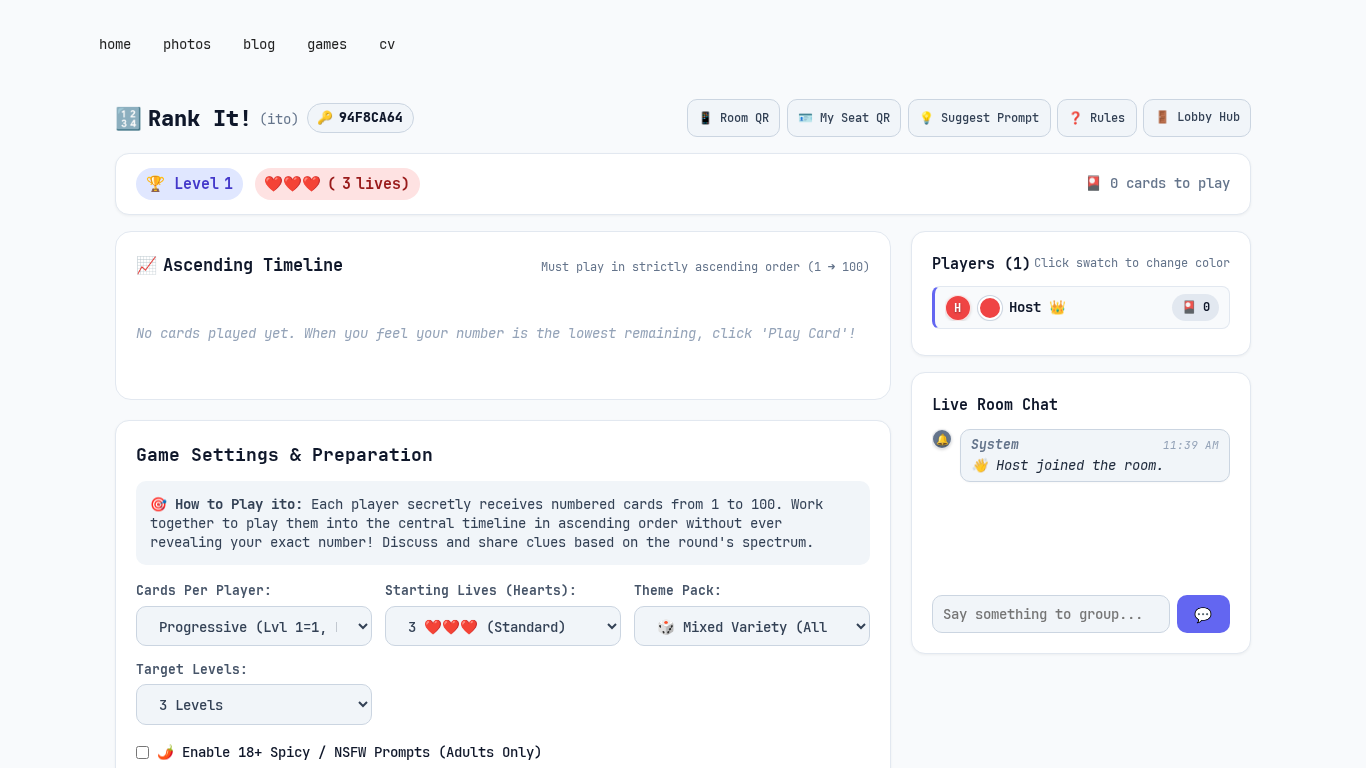 home photos blog games cv
Rank It! (ito) 🔑 94F8CA64
📱 Room QR 🪪 My Seat QR 💡 Suggest Prompt ❓ Rules 🚪 Lobby Hub
🏆 Level 1 ❤️❤️❤️ ( 3 lives) 🎴 0 cards to play
📈 Ascending Timeline Must play in strictly ascending order (1 → 100)
No cards played yet. When you feel your number is the lowest remaining, click 'Play Card'!
Players (1) Click swatch to change color
H Host 👑 🎴 0
Live Room Chat
System 11:39 AM
👋 Host joined the room.
Say something to group...
Game Settings & Preparation
🎯 How to Play ito: Each player secretly receives numbered cards from 1 to 100. Work
together to play them into the central timeline in ascending order without ever
revealing your exact number! Discuss and share clues based on the round's spectrum.
Cards Per Player: Starting Lives (Hearts): Theme Pack:
Progressive (Lvl 1=1, 3 ❤️❤️❤️ (Standard) 🎲 Mixed Variety (All
Target Levels:
3 Levels
🌶️ Enable 18+ Spicy / NSFW Prompts (Adults Only)